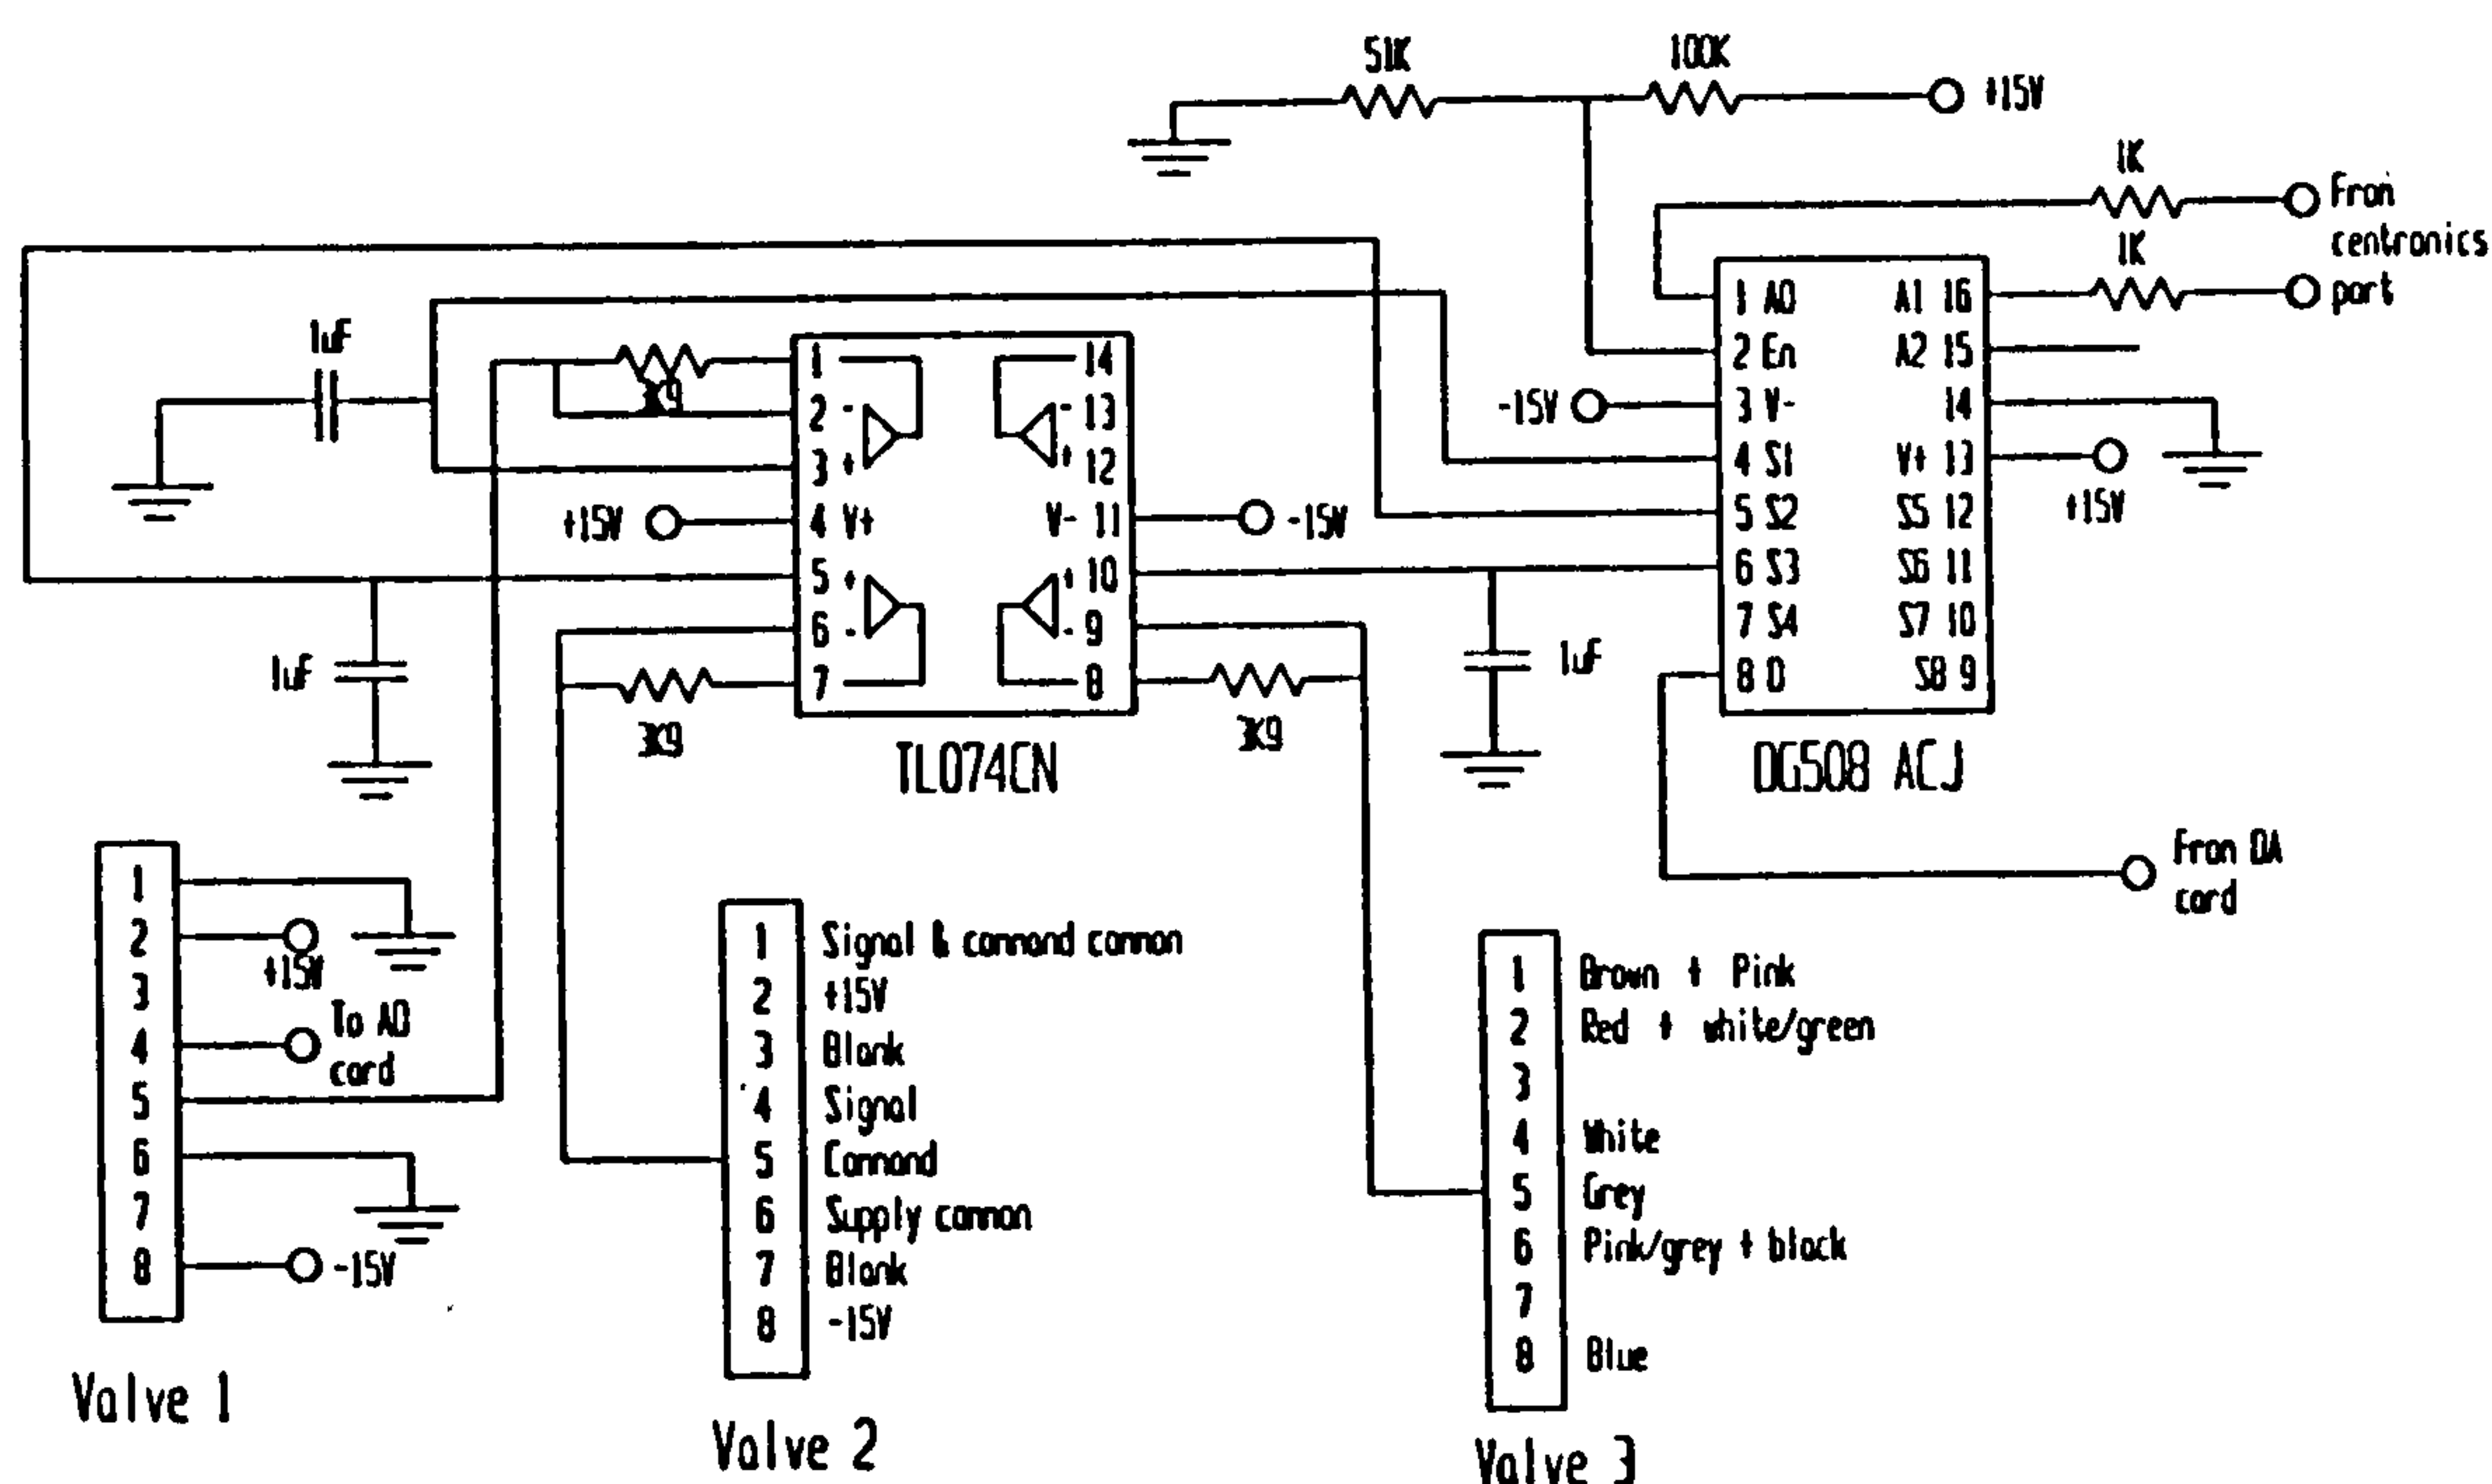 51K
100K
+15V
1K
From
centronics
port
1K
1uF
3K9
1
2 -
3 +
4 V+
5 +
6 -
7
14
- 13
+ 12
V- 11
+ 10
- 9
8
+15V
-15V
1uF
3K9
3K9
1uF
TL074CN
-15V
1 A0
2 En
3 V-
4 S1
5 S2
6 S3
7 S4
8 D
A1 16
A2 15
14
V+ 13
S5 12
S6 11
S7 10
S8 9
+15V
DG508 ACJ
From DA
card
1
2
3
4
5
6
7
8
+15V
To AD
card
-15V
Valve 1
1 Signal & command common
2 +15V
3 Blank
4 Signal
5 Command
6 Supply common
7 Blank
8 -15V
Valve 2
1 Brown + Pink
2 Red + white/green
3
4 White
5 Grey
6 Pink/grey + black
7
8 Blue
Valve 3